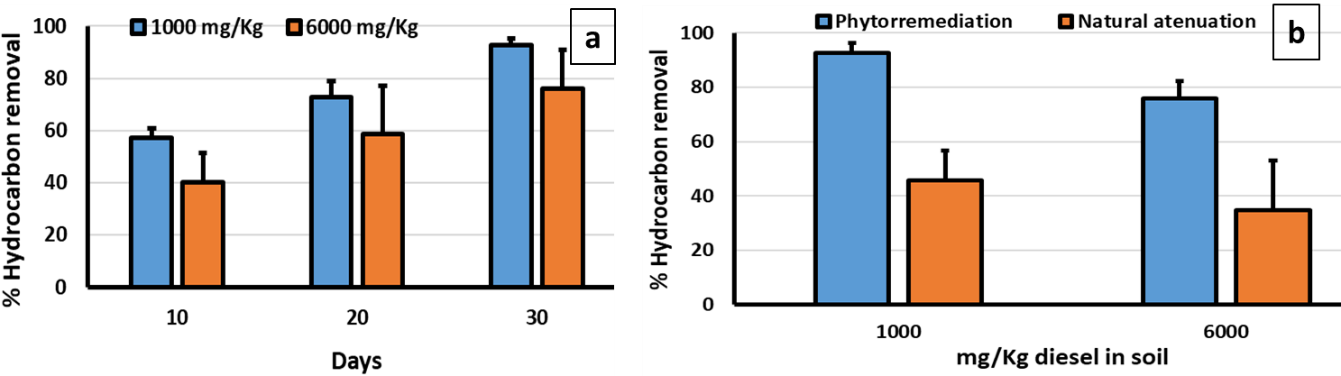 1000 mg/Kg 6000 mg/Kg
a
% Hydrocarbon removal
100
80
60
40
20
0
10 20 30
Days
Phytorremediation Natural atenuation
b
% Hydrocarbon removal
100
80
60
40
20
0
1000 6000
mg/Kg diesel in soil